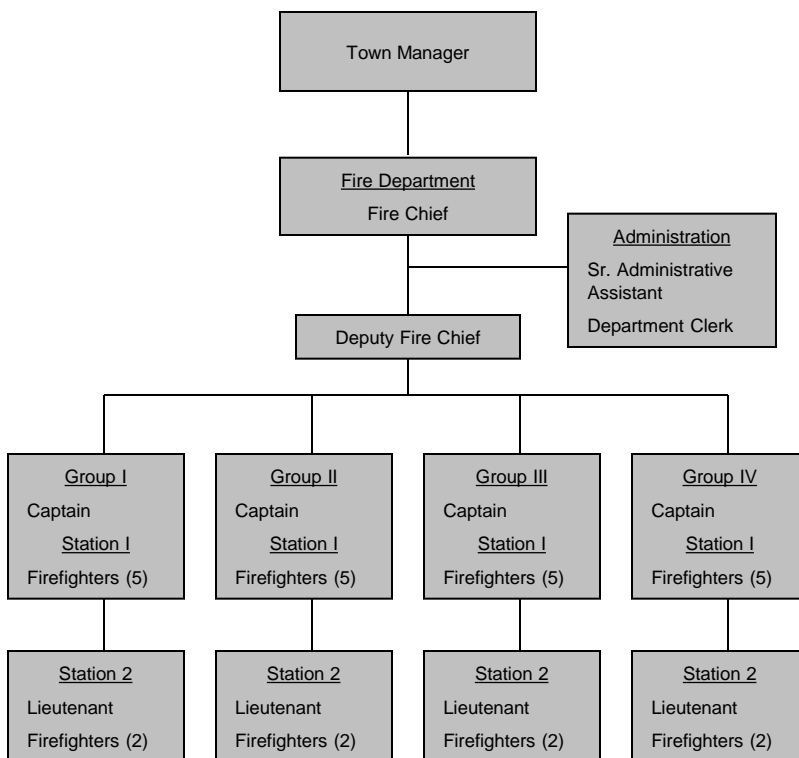 Town Manager
Fire Department
Fire Chief
Administration
Sr. Administrative
Assistant
Department Clerk
Deputy Fire Chief
Group I
Captain
Station I
Firefighters (5)
Group II
Captain
Station I
Firefighters (5)
Group III
Captain
Station I
Firefighters (5)
Group IV
Captain
Station I
Firefighters (5)
Station 2
Lieutenant
Firefighters (2)
Station 2
Lieutenant
Firefighters (2)
Station 2
Lieutenant
Firefighters (2)
Station 2
Lieutenant
Firefighters (2)